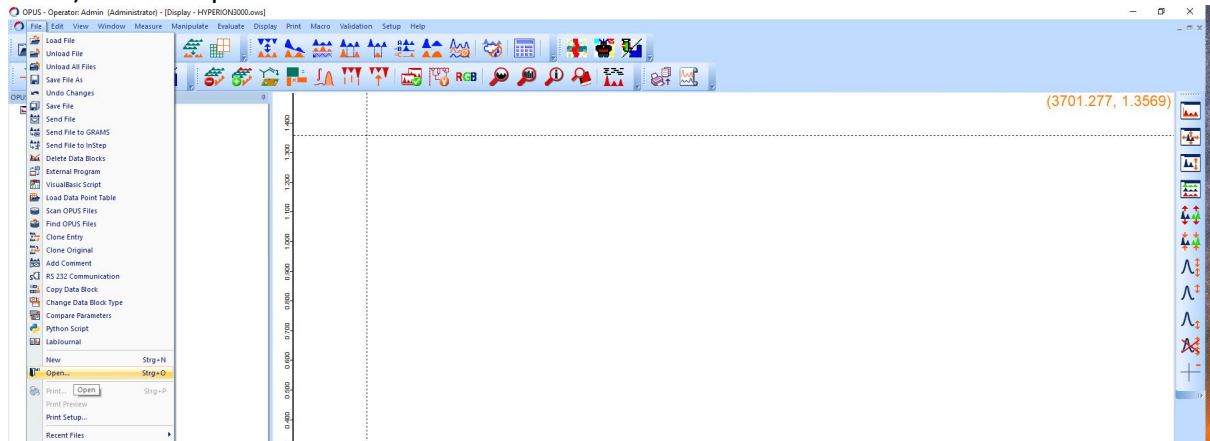 OPUS - Operator: Admin (Administrator) - [Display - HYPERION3000.ows]
File Edit View Window Measure Manipulate Evaluate Display Print Macro Validation Setup Help
Load File
Unload File
Unload All Files
Save File As
Undo Changes
Save File
Send File
Send File to GRAMS
Send File to InStep
Delete Data Blocks
External Program
VisualBasic Script
Load Data Point Table
Scan OPUS Files
Find OPUS Files
Clone Entry
Clone Original
Add Comment
RS 232 Communication
Copy Data Block
Change Data Block Type
Compare Parameters
Python Script
LabJournal
New Strg+N
Open... Strg+O
Print... Strg+P
Open
Print Preview
Print Setup...
Recent Files
RGB
(3701.277, 1.3569)
1.400
1.300
1.200
1.100
1.000
0.900
0.800
0.700
0.600
0.500
0.400